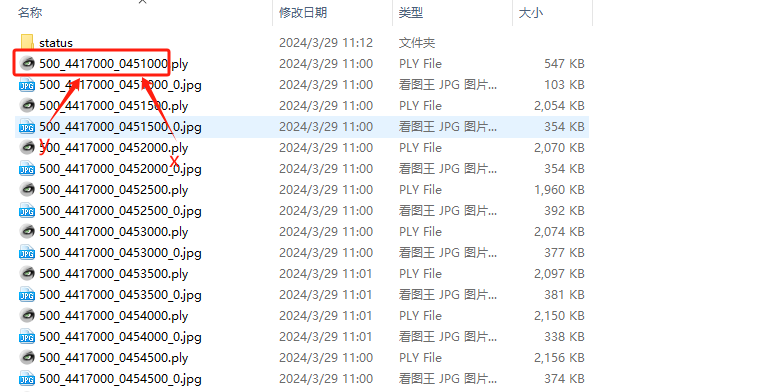 名称 修改日期 类型 大小
status 2024/3/29 11:12 文件夹
500_4417000_0451000.ply 2024/3/29 11:00 PLY File 547 KB
500_4417000_0451000_0.jpg 2024/3/29 11:00 看图王 JPG 图片... 103 KB
500_4417000_0451500.ply 2024/3/29 11:00 PLY File 2,054 KB
500_4417000_0451500_0.jpg 2024/3/29 11:00 看图王 JPG 图片... 354 KB
y
500_4417000_0452000.ply 2024/3/29 11:00 PLY File 2,070 KB
x
500_4417000_0452000_0.jpg 2024/3/29 11:00 看图王 JPG 图片... 354 KB
500_4417000_0452500.ply 2024/3/29 11:00 PLY File 1,960 KB
500_4417000_0452500_0.jpg 2024/3/29 11:00 看图王 JPG 图片... 392 KB
500_4417000_0453000.ply 2024/3/29 11:00 PLY File 2,074 KB
500_4417000_0453000_0.jpg 2024/3/29 11:00 看图王 JPG 图片... 377 KB
500_4417000_0453500.ply 2024/3/29 11:01 PLY File 2,097 KB
500_4417000_0453500_0.jpg 2024/3/29 11:01 看图王 JPG 图片... 381 KB
500_4417000_0454000.ply 2024/3/29 11:01 PLY File 2,150 KB
500_4417000_0454000_0.jpg 2024/3/29 11:01 看图王 JPG 图片... 338 KB
500_4417000_0454500.ply 2024/3/29 11:01 PLY File 2,156 KB
500_4417000_0454500_0.jpg 2024/3/29 11:00 看图王 JPG 图片... 374 KB